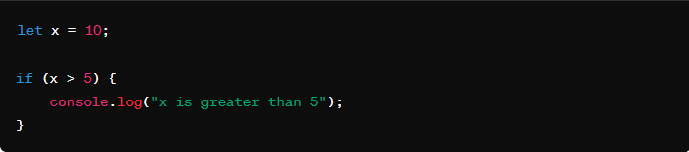 let x = 10;

if (x > 5) {
    console.log("x is greater than 5");
}